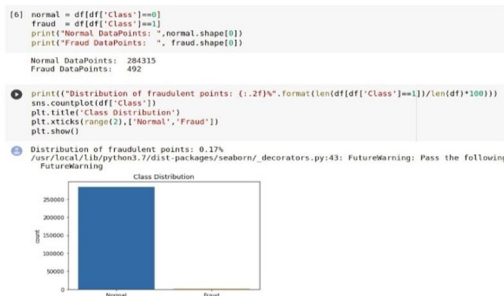 [6] normal = df[df['Class']==0]
fraud = df[df['Class']==1]
print("Normal DataPoints: ",normal.shape[0])
print("Fraud DataPoints: ", fraud.shape[0])
Normal DataPoints: 284315
Fraud DataPoints: 492
print(("Distribution of fraudulent points: {:.2f}%".format(len(df[df['Class']==1])/len(df)*100)))
sns.countplot(df['Class'])
plt.title('Class Distribution')
plt.xticks(range(2),['Normal','Fraud'])
plt.show()
Distribution of fraudulent points: 0.17%
/usr/local/lib/python3.7/dist-packages/seaborn/_decorators.py:43: FutureWarning: Pass the following
FutureWarning
Class Distribution
250000
200000
150000
100000
50000
0
count
Normal Fraud